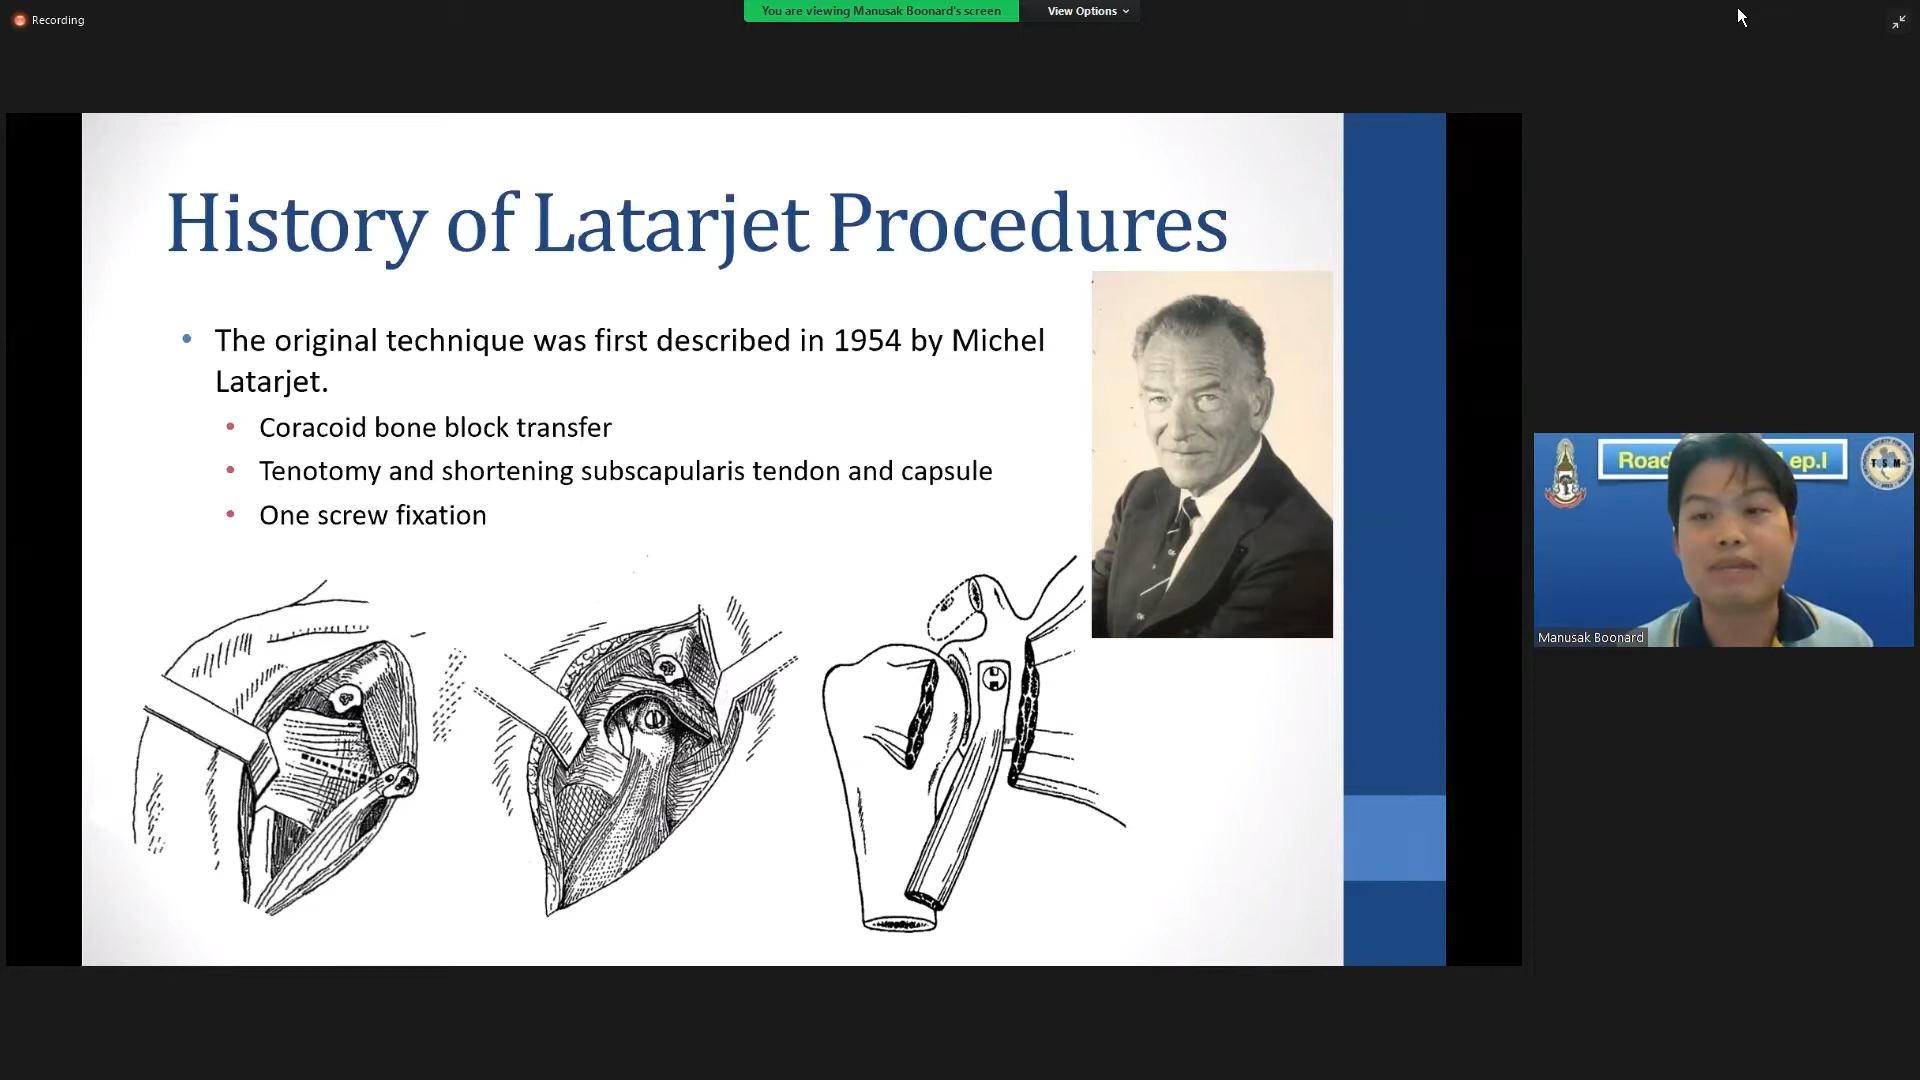 Recording
You are viewing Manusak Boonard's screen
View Options
History of Latarjet Procedures
The original technique was first described in 1954 by Michel
Latarjet.
Coracoid bone block transfer
Tenotomy and shortening subscapularis tendon and capsule
One screw fixation
Road
ep.I
Manusak Boonard